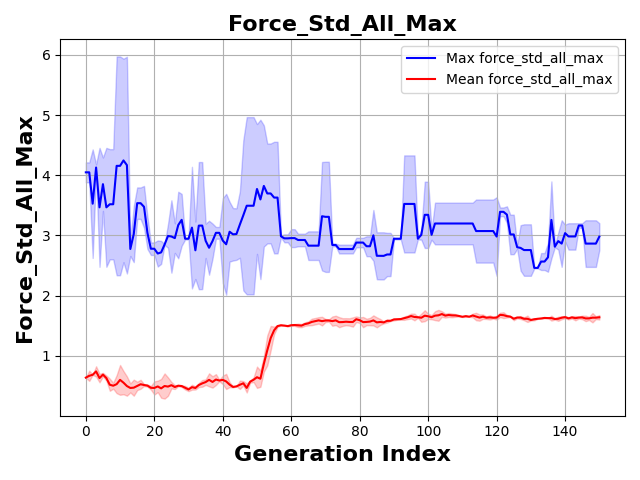 Force_Std_All_Max
Max force_std_all_max
Mean force_std_all_max
Force_Std_All_Max
6
5
4
3
2
1
0 20 40 60 80 100 120 140
Generation Index